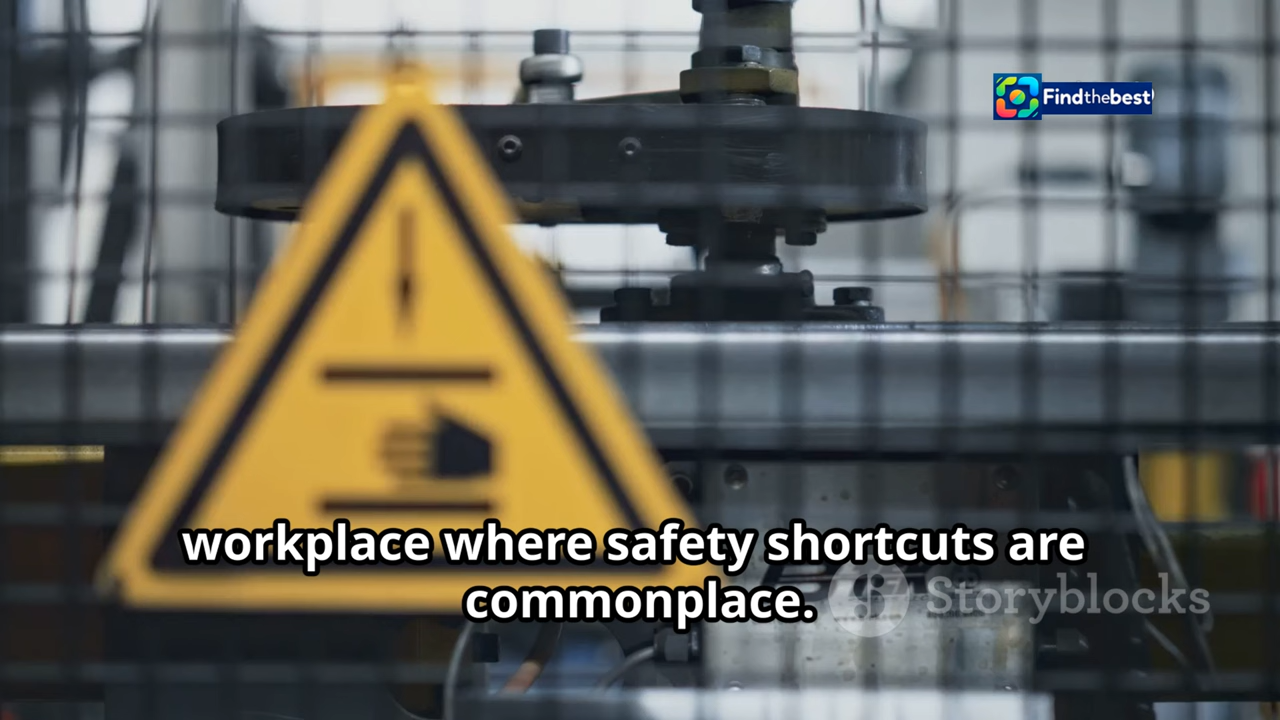 Findthebest
workplace where safety shortcuts are
commonplace.
Storyblocks